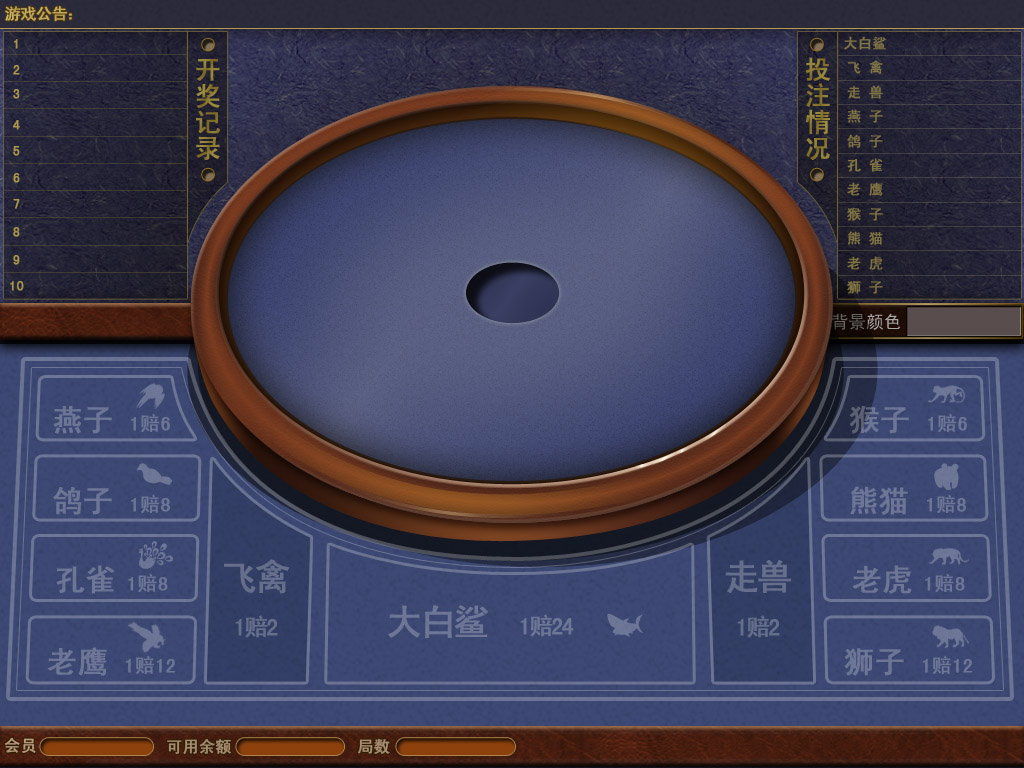 游戏公告:
1
2
3
4
5
6
7
8
9
10
开奖记录
投注情况
大白鲨
飞 禽
走 兽
燕 子
鸽 子
孔 雀
老 鹰
猴 子
熊 猫
老 虎
狮 子
背景颜色
燕子 1赔6
鸽子 1赔8
孔雀 1赔8
老鹰 1赔12
飞禽
1赔2
大白鲨 1赔24
走兽
1赔2
猴子 1赔6
熊猫 1赔8
老虎 1赔8
狮子 1赔12
会员 可用余额 局数